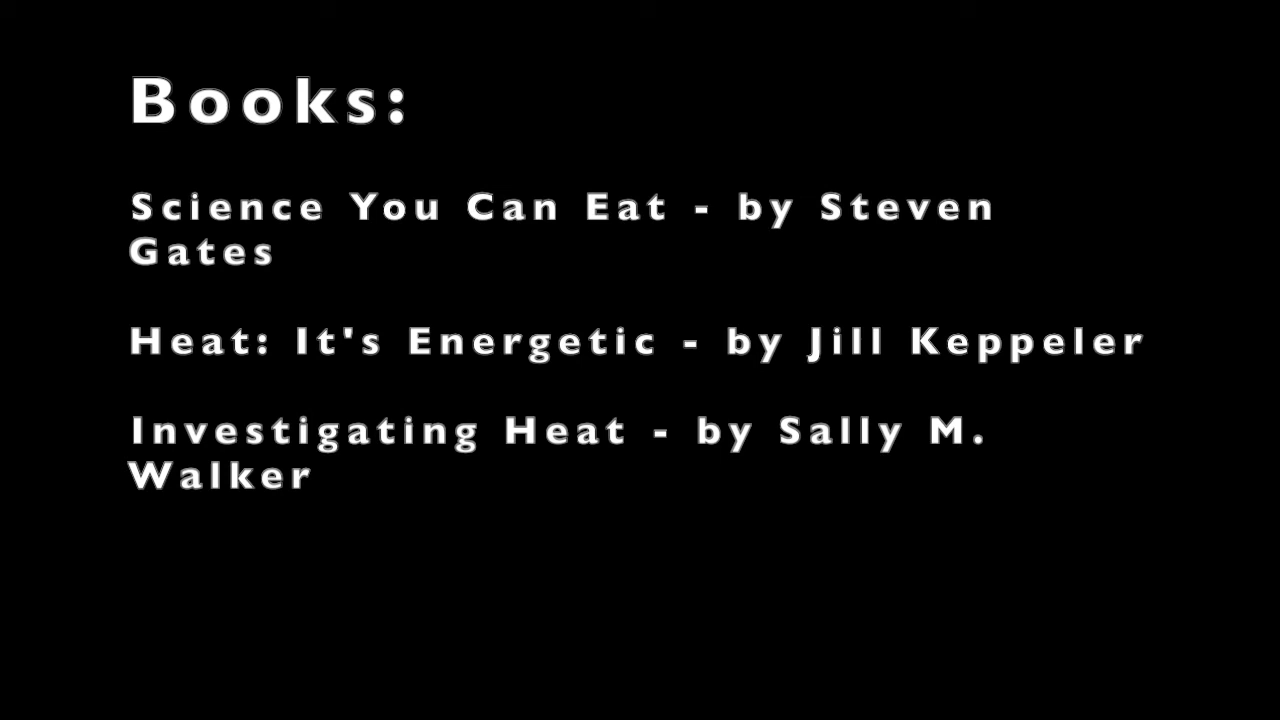 Books:
Science You Can Eat - by Steven
Gates
Heat: It's Energetic - by Jill Keppeler
Investigating Heat - by Sally M.
Walker